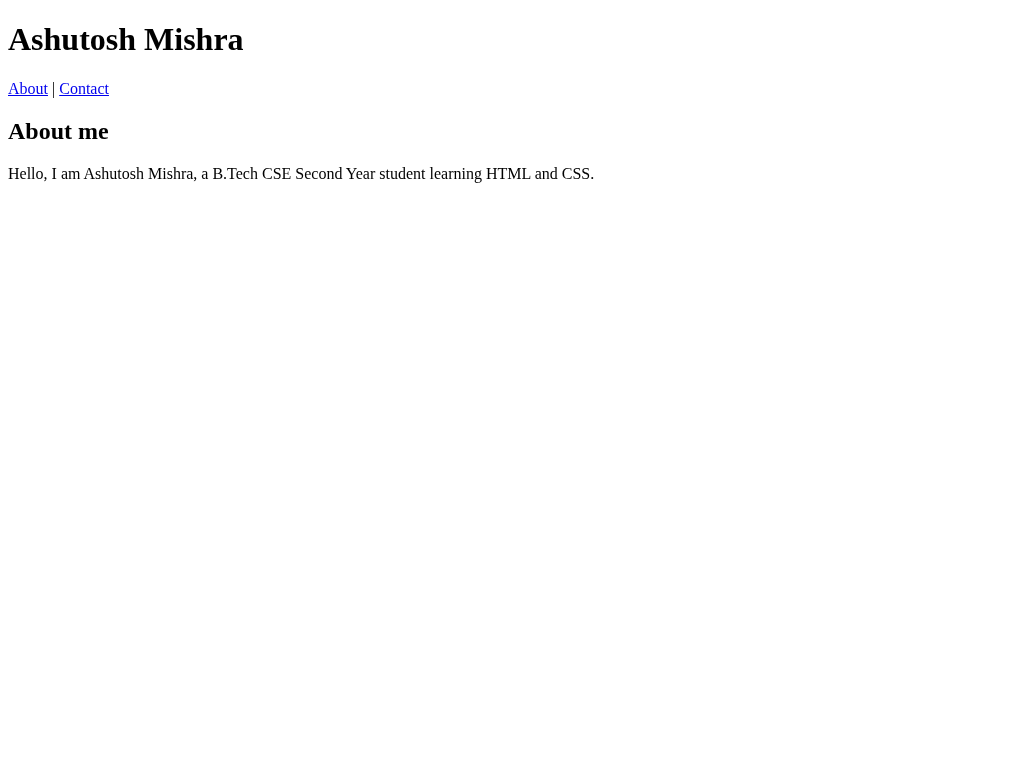 Ashutosh Mishra
About | Contact
About me
Hello, I am Ashutosh Mishra, a B.Tech CSE Second Year student learning HTML and CSS.